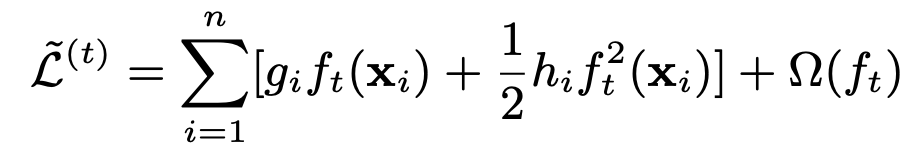 $\tilde{\mathcal{L}}^{(t)} = \sum_{i=1}^{n} [g_i f_t(\mathbf{x}_i) + \frac{1}{2} h_i f_t^2(\mathbf{x}_i)] + \Omega(f_t)$